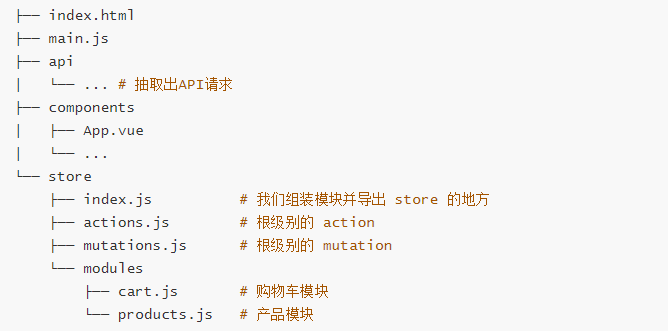 ├── index.html
├── main.js
├── api
│   └── ... # 抽取出API请求
├── components
│   ├── App.vue
│   └── ...
└── store
    ├── index.js          # 我们组装模块并导出 store 的地方
    ├── actions.js        # 根级别的 action
    ├── mutations.js      # 根级别的 mutation
    └── modules
        ├── cart.js       # 购物车模块
        └── products.js   # 产品模块